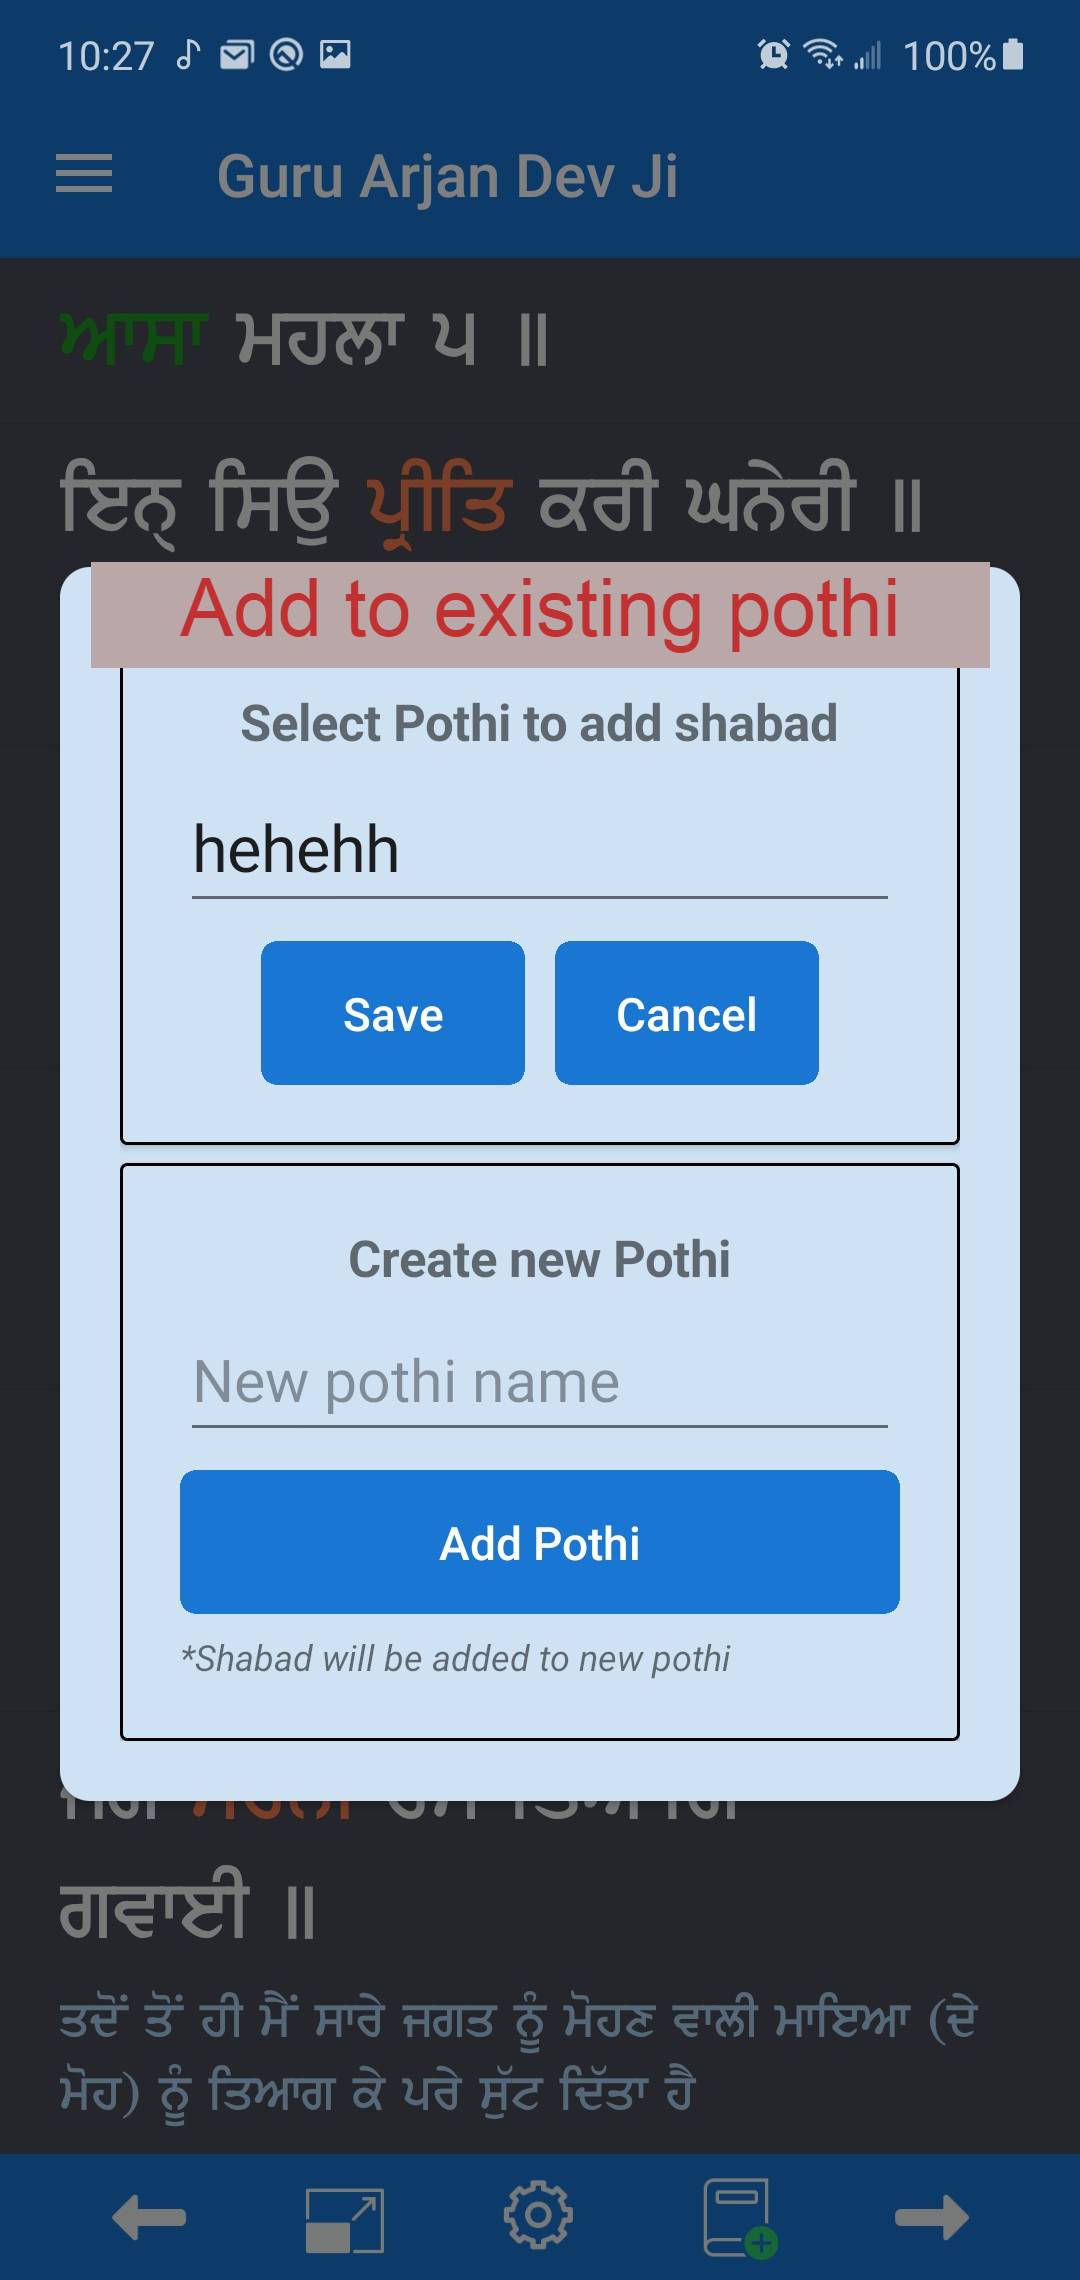 10:27 100%
Guru Arjan Dev Ji
ਆਸਾ ਮਹਲਾ ੫ ॥
ਇਨ੍ ਸਿਉ ਪ੍ਰੀਤਿ ਕਰੀ ਘਨੇਰੀ ॥
Add to existing pothi
Select Pothi to add shabad
hehehh
Save Cancel
Create new Pothi
New pothi name
Add Pothi
*Shabad will be added to new pothi
ਗਵਾਈ ॥
ਤਦੋਂ ਤੋਂ ਹੀ ਮੈਂ ਸਾਰੇ ਜਗਤ ਨੂੰ ਮੋਹਣ ਵਾਲੀ ਮਾਇਆ (ਦੇ
ਮੋਹ) ਨੂੰ ਤਿਆਗ ਕੇ ਪਰੇ ਸੁੱਟ ਦਿੱਤਾ ਹੈ